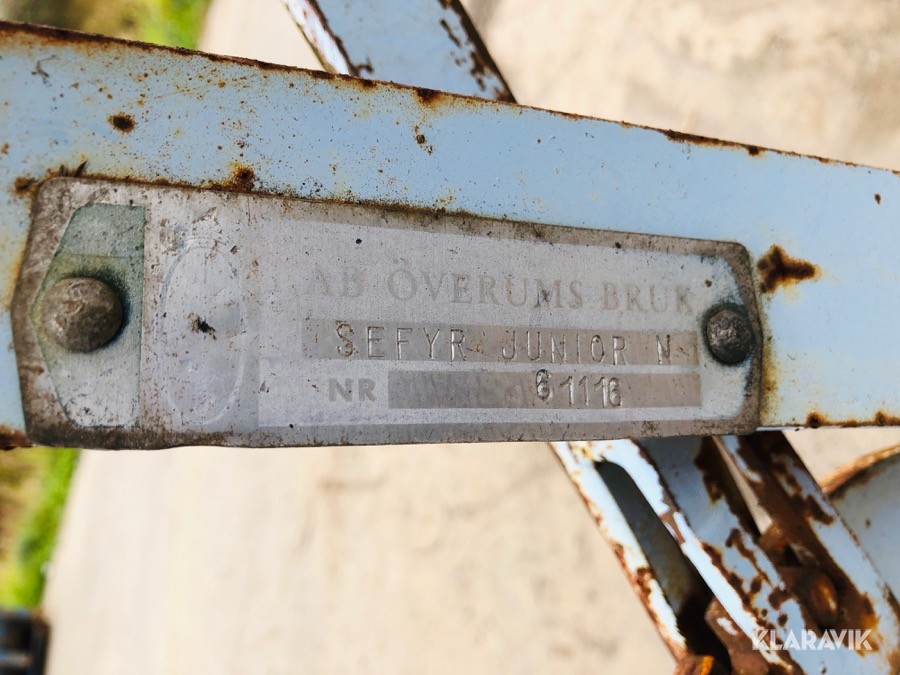 AB ÖVERUMS BRUK
SEFYR JUNIOR N
NR 61116
KLARAVIK